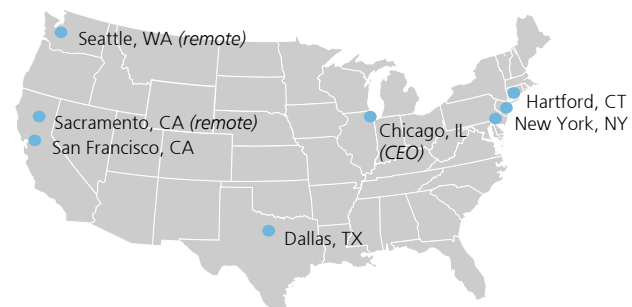 Seattle, WA (remote)
Sacramento, CA (remote)
San Francisco, CA
Chicago, IL
(CEO)
Hartford, CT
New York, NY
Dallas, TX